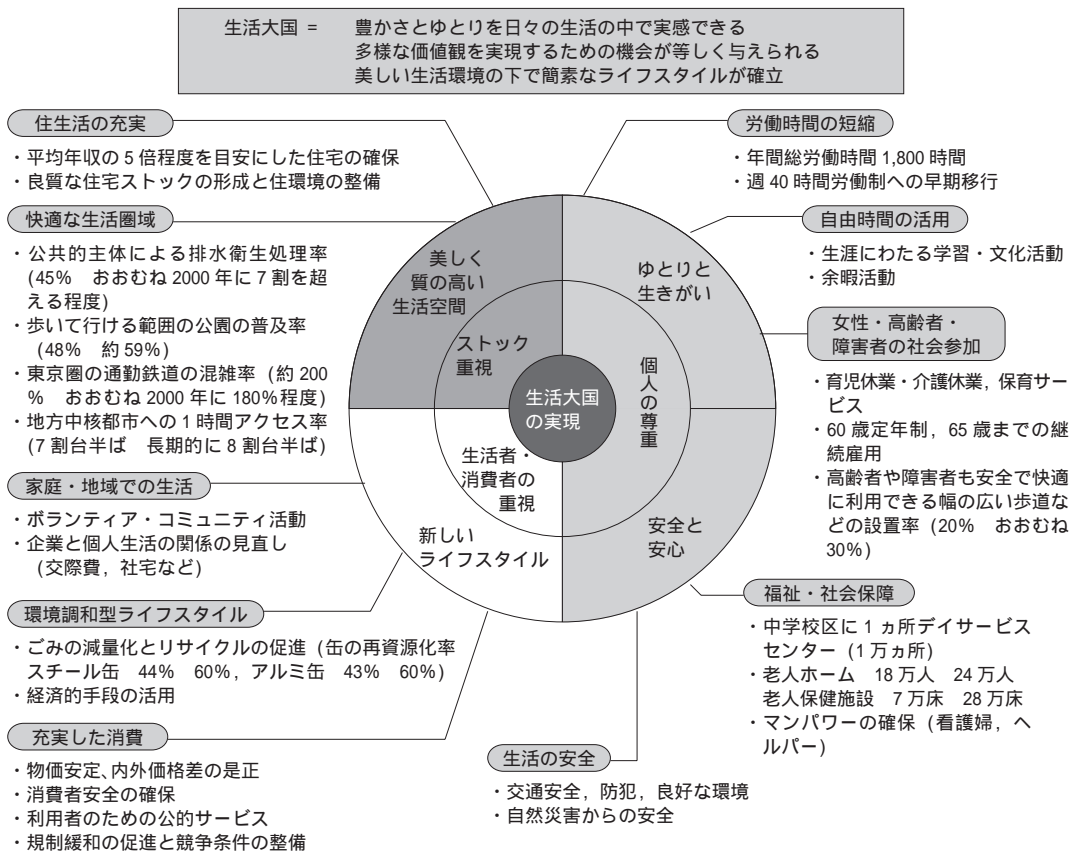 生活大国 = 豊かさとゆとりを日々の生活の中で実感できる
多様な価値観を実現するための機会が等しく与えられる
美しい生活環境の下で簡素なライフスタイルが確立
住生活の充実
・平均年収の 5 倍程度を目安にした住宅の確保
・良質な住宅ストックの形成と住環境の整備
快適な生活圏域
・公共的主体による排水衛生処理率
(45% おおむね 2000 年に 7 割を超
える程度)
・歩いて行ける範囲の公園の普及率
(48% 約 59%)
・東京圏の通勤鉄道の混雑率 (約 200
% おおむね 2000 年に 180%程度)
・地方中核都市への 1 時間アクセス率
(7 割台半ば 長期的に 8 割台半ば)
家庭・地域での生活
・ボランティア・コミュニティ活動
・企業と個人生活の関係の見直し
(交際費, 社宅など)
環境調和型ライフスタイル
・ごみの減量化とリサイクルの促進 (缶の再資源化率
スチール缶 44% 60%, アルミ缶 43% 60%)
・経済的手段の活用
充実した消費
・物価安定、内外価格差の是正
・消費者安全の確保
・利用者のための公的サービス
・規制緩和の促進と競争条件の整備
美しく
質の高い
生活空間
ストック
重視
生活大国
の実現
生活者・
消費者の
重視
新しい
ライフスタイル
ゆとりと
生きがい
個人の尊重
安全と
安心
労働時間の短縮
・年間総労働時間 1,800 時間
・週 40 時間労働制への早期移行
自由時間の活用
・生涯にわたる学習・文化活動
・余暇活動
女性・高齢者・
障害者の社会参加
・育児休業・介護休業, 保育サー
ビス
・60 歳定年制, 65 歳までの継
続雇用
・高齢者や障害者も安全で快適
に利用できる幅の広い歩道な
どの設置率 (20% おおむね
30%)
福祉・社会保障
・中学校区に 1 ヵ所デイサービス
センター (1 万ヵ所)
・老人ホーム 18 万人 24 万人
老人保健施設 7 万床 28 万床
・マンパワーの確保 (看護婦, ヘ
ルパー)
生活の安全
・交通安全, 防犯, 良好な環境
・自然災害からの安全